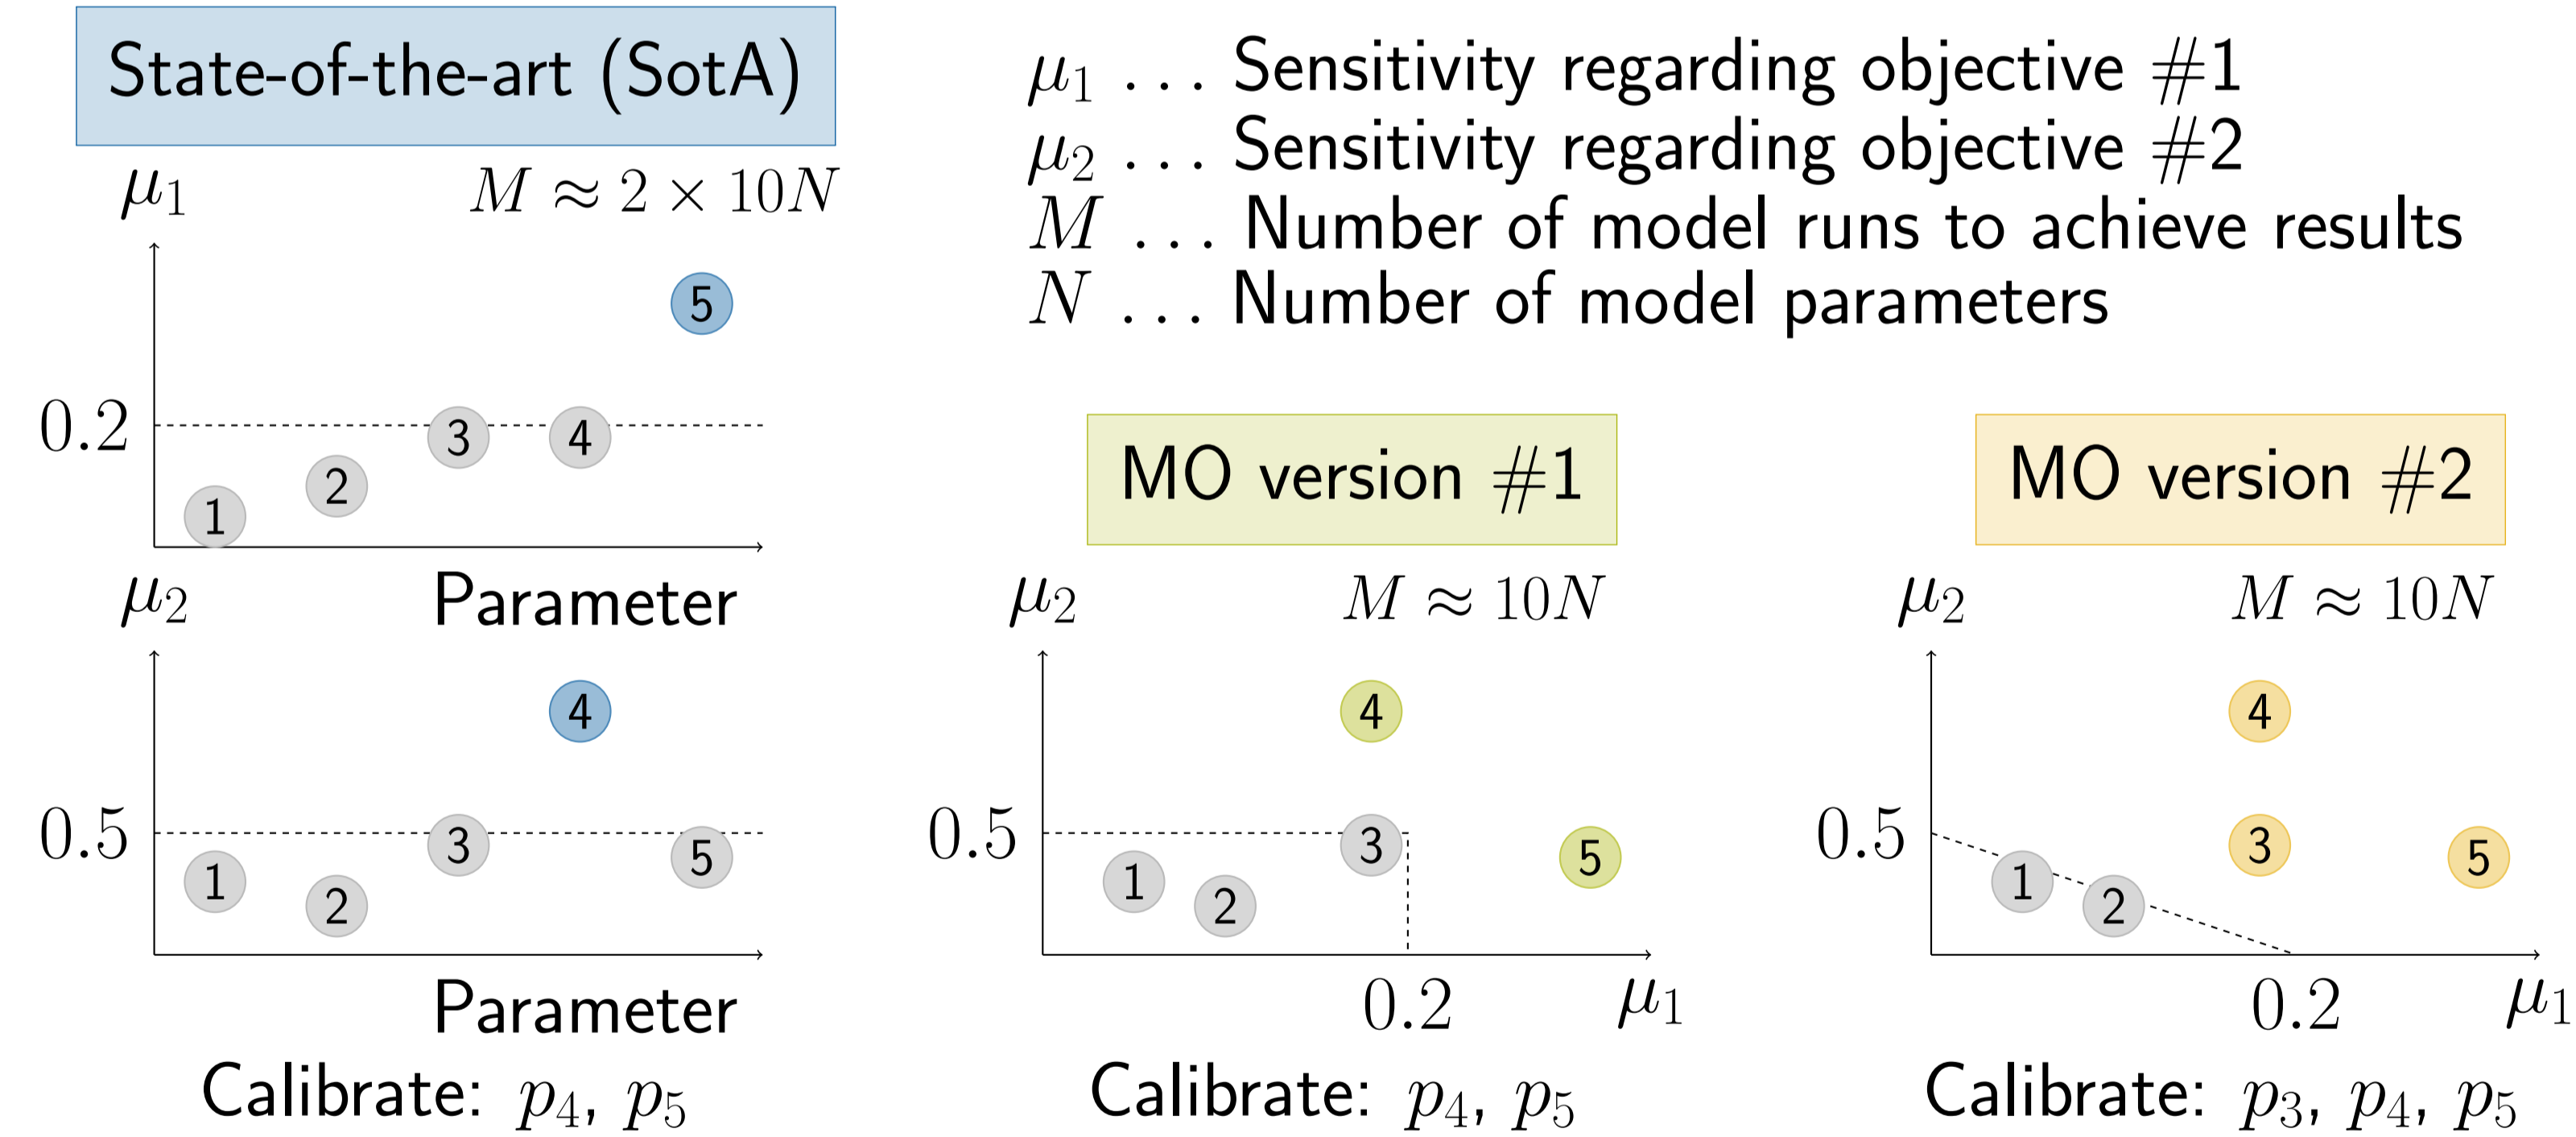 State-of-the-art (SotA)
μ₁ ... Sensitivity regarding objective #1
μ₂ ... Sensitivity regarding objective #2
M ... Number of model runs to achieve results
N ... Number of model parameters
μ₁
M ≈ 2 × 10N
0.2
1
2
3
4
5
Parameter
μ₂
0.5
1
2
3
4
5
Parameter
Calibrate: p₄, p₅
MO version #1
μ₂
M ≈ 10N
0.5
1
2
3
4
5
0.2
μ₁
Calibrate: p₄, p₅
MO version #2
μ₂
M ≈ 10N
0.5
1
2
3
4
5
0.2
μ₁
Calibrate: p₃, p₄, p₅